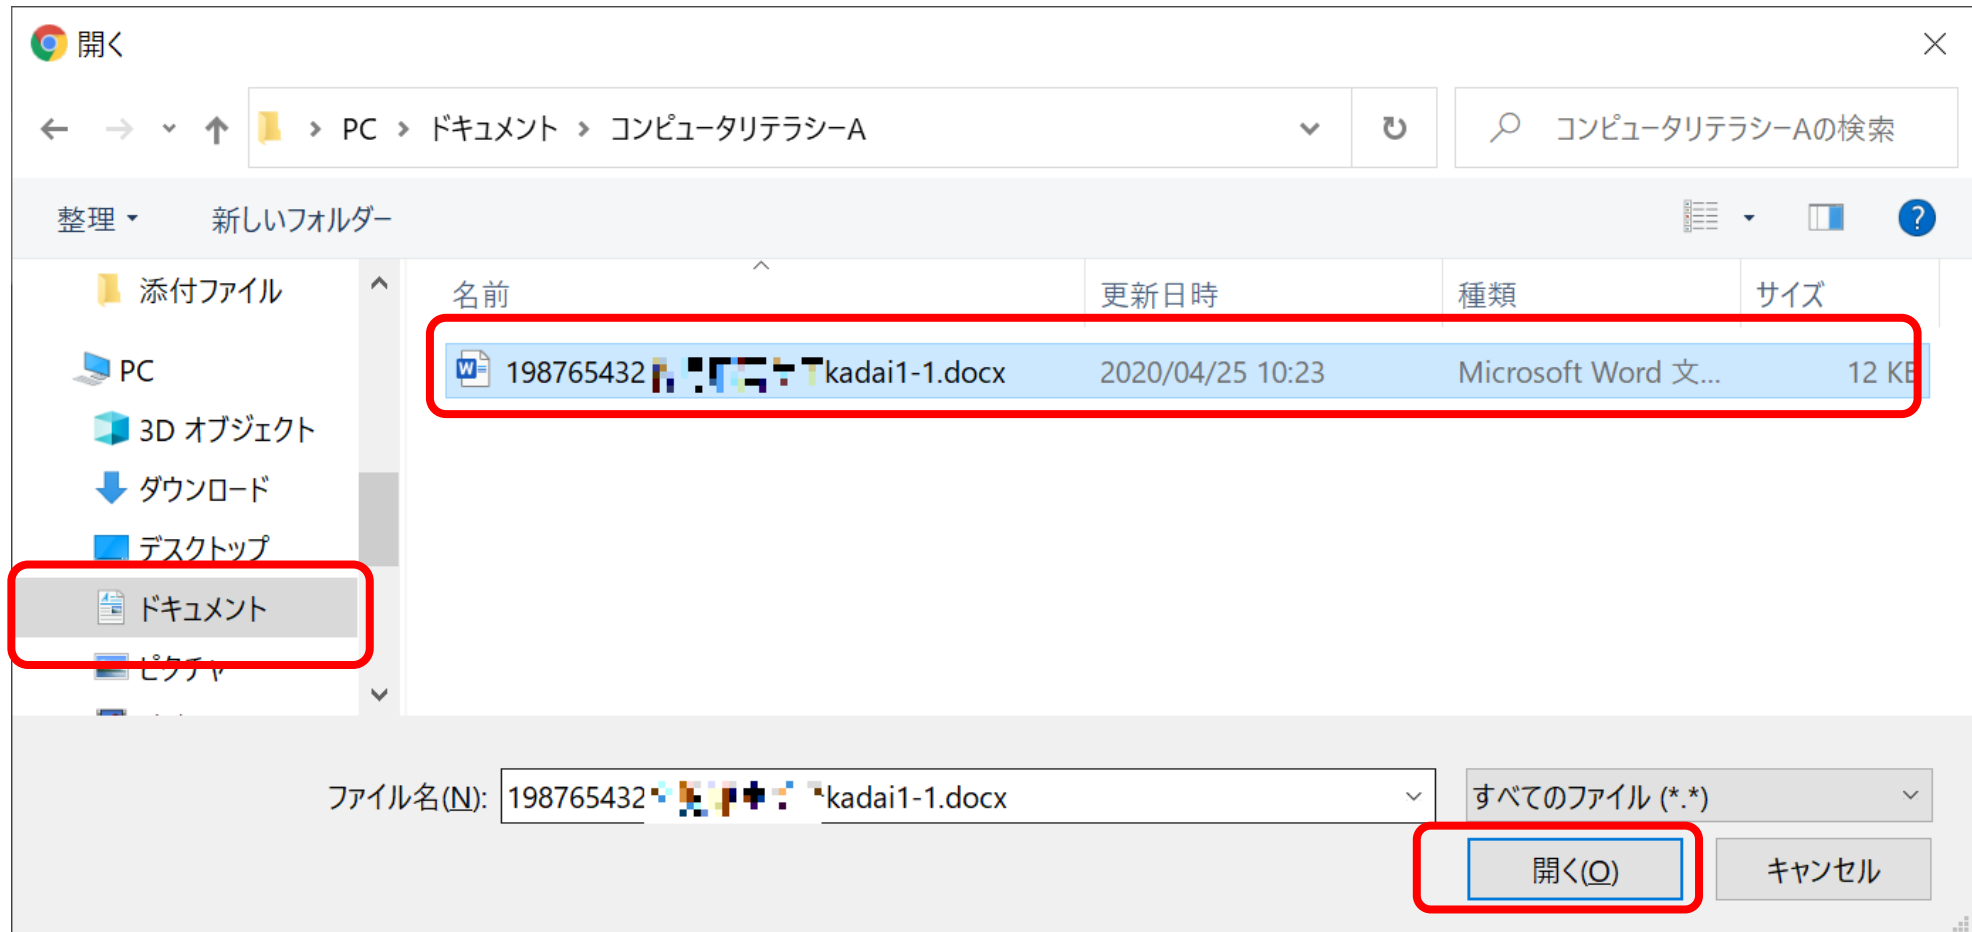 開く
PC > ドキュメント > コンピュータリテラシーA
コンピュータリテラシーAの検索
整理
新しいフォルダー
添付ファイル
PC
3D オブジェクト
ダウンロード
デスクトップ
ドキュメント
ピクチャ
名前 更新日時 種類 サイズ
198765432 kadai1-1.docx 2020/04/25 10:23 Microsoft Word 文... 12 KB
ファイル名(N): 198765432 kadai1-1.docx
すべてのファイル (*.*)
開く(O)
キャンセル